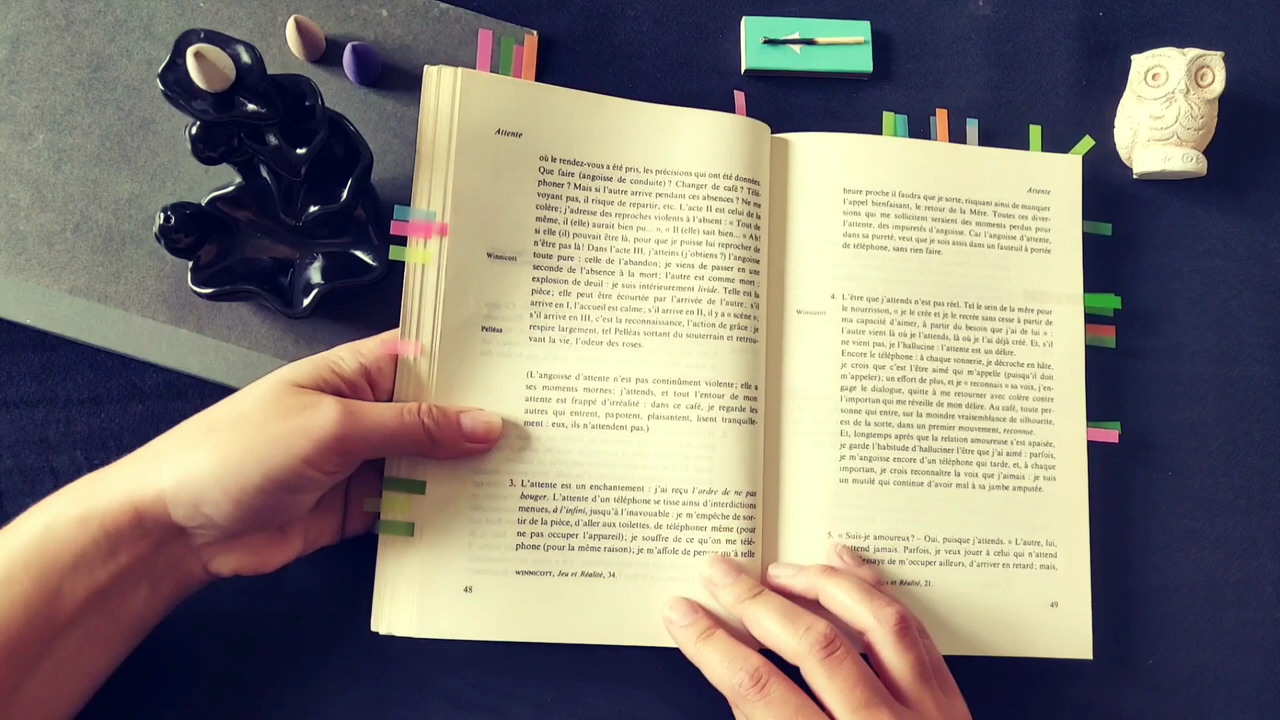 Attente
où le rendez-vous a été pris, les précisions qui ont été données.
Que faire (angoisse de conduite) ? Changer de café ? Télé-
phoner ? Mais si l'autre arrive pendant ces absences ? Ne me
voyant pas, il risque de repartir, etc. L'acte II est celui de la
colère; j'adresse des reproches violents à l'absent : « Tout de
même, il (elle) aurait bien pu... », « Il (elle) sait bien... » Ah!
si elle (il) pouvait être là, pour que je puisse lui reprocher de
n'être pas là! Dans l'acte III, j'atteins (j'obtiens ?) l'angoisse
Winnicott
toute pure : celle de l'abandon; je viens de passer en une
seconde de l'absence à la mort; l'autre est comme mort :
explosion de deuil : je suis intérieurement livide. Telle est la
pièce; elle peut être écourtée par l'arrivée de l'autre; s'il
arrive en I, l'accueil est calme; s'il arrive en II, il y a « scène »;
s'il arrive en III, c'est la reconnaissance, l'action de grâce : je
Pelléas
respire largement, tel Pelléas sortant du souterrain et retrou-
vant la vie, l'odeur des roses.
(L'angoisse d'attente n'est pas continûment violente; elle a
ses moments mornes; j'attends, et tout l'entour de mon
attente est frappé d'irréalité : dans ce café, je regarde les
autres qui entrent, papotent, plaisantent, lisent tranquille-
ment : eux, ils n'attendent pas.)
3. L'attente est un enchantement : j'ai reçu l'ordre de ne pas
bouger. L'attente d'un téléphone se tisse ainsi d'interdictions
menues, à l'infini, jusqu'à l'inavouable : je m'empêche de sor-
tir de la pièce, d'aller aux toilettes, de téléphoner même (pour
ne pas occuper l'appareil); je souffre de ce qu'on me télé-
phone (pour la même raison); je m'affole de penser qu'à telle
WINNICOTT, Jeu et Réalité, 34.
48
Attente
heure proche il faudra que je sorte, risquant ainsi de manquer
l'appel bienfaisant, le retour de la Mère. Toutes ces diver-
sions qui me sollicitent seraient des moments perdus pour
l'attente, des impuretés d'angoisse. Car l'angoisse d'attente,
dans sa pureté, veut que je sois assis dans un fauteuil à portée
de téléphone, sans rien faire.
4. L'être que j'attends n'est pas réel. Tel le sein de la mère pour
Winnicott
le nourrisson, « je le crée et je le recrée sans cesse à partir de
ma capacité d'aimer, à partir du besoin que j'ai de lui » :
l'autre vient là où je l'attends, là où je l'ai déjà créé. Et, s'il
ne vient pas, je l'hallucine : l'attente est un délire.
Encore le téléphone : à chaque sonnerie, je décroche en hâte,
je crois que c'est l'être aimé qui m'appelle (puisqu'il doit
m'appeler); un effort de plus, et je « reconnais » sa voix, j'en-
gage le dialogue, quitte à me retourner avec colère contre
l'importun qui me réveille de mon délire. Au café, toute per-
sonne qui entre, sur la moindre vraisemblance de silhouette,
est de la sorte, dans un premier mouvement, reconnue.
Et, longtemps après que la relation amoureuse s'est apaisée,
je garde l'habitude d'halluciner l'être que j'ai aimé : parfois,
je m'angoisse encore d'un téléphone qui tarde, et, à chaque
importun, je crois reconnaître la voix que j'aimais : je suis
un mutilé qui continue d'avoir mal à sa jambe amputée.
5. « Suis-je amoureux? – Oui, puisque j'attends. » L'autre, lui,
attend jamais. Parfois, je veux jouer à celui qui n'attend
essaye de m'occuper ailleurs, d'arriver en retard; mais,
et Réalité, 21.
49